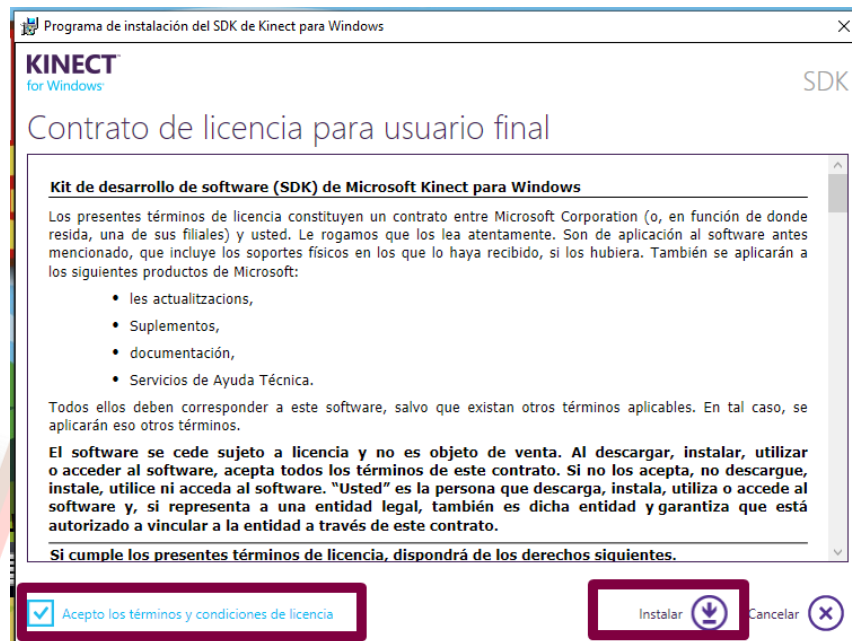 Programa de instalación del SDK de Kinect para Windows
KINECT
for Windows
SDK
Contrato de licencia para usuario final
Kit de desarrollo de software (SDK) de Microsoft Kinect para Windows
Los presentes términos de licencia constituyen un contrato entre Microsoft Corporation (o, en función de donde
resida, una de sus filiales) y usted. Le rogamos que los lea atentamente. Son de aplicación al software antes
mencionado, que incluye los soportes físicos en los que lo haya recibido, si los hubiera. También se aplicarán a
los siguientes productos de Microsoft:
• les actualitzacions,
• Suplementos,
• documentación,
• Servicios de Ayuda Técnica.
Todos ellos deben corresponder a este software, salvo que existan otros términos aplicables. En tal caso, se
aplicarán eso otros términos.
El software se cede sujeto a licencia y no es objeto de venta. Al descargar, instalar, utilizar
o acceder al software, acepta todos los términos de este contrato. Si no los acepta, no descargue,
instale, utilice ni acceda al software. “Usted” es la persona que descarga, instala, utiliza o accede al
software y, si representa a una entidad legal, también es dicha entidad y garantiza que está
autorizado a vincular a la entidad a través de este contrato.
Si cumple los presentes términos de licencia, dispondrá de los derechos siguientes.
Acepto los términos y condiciones de licencia
Instalar
Cancelar